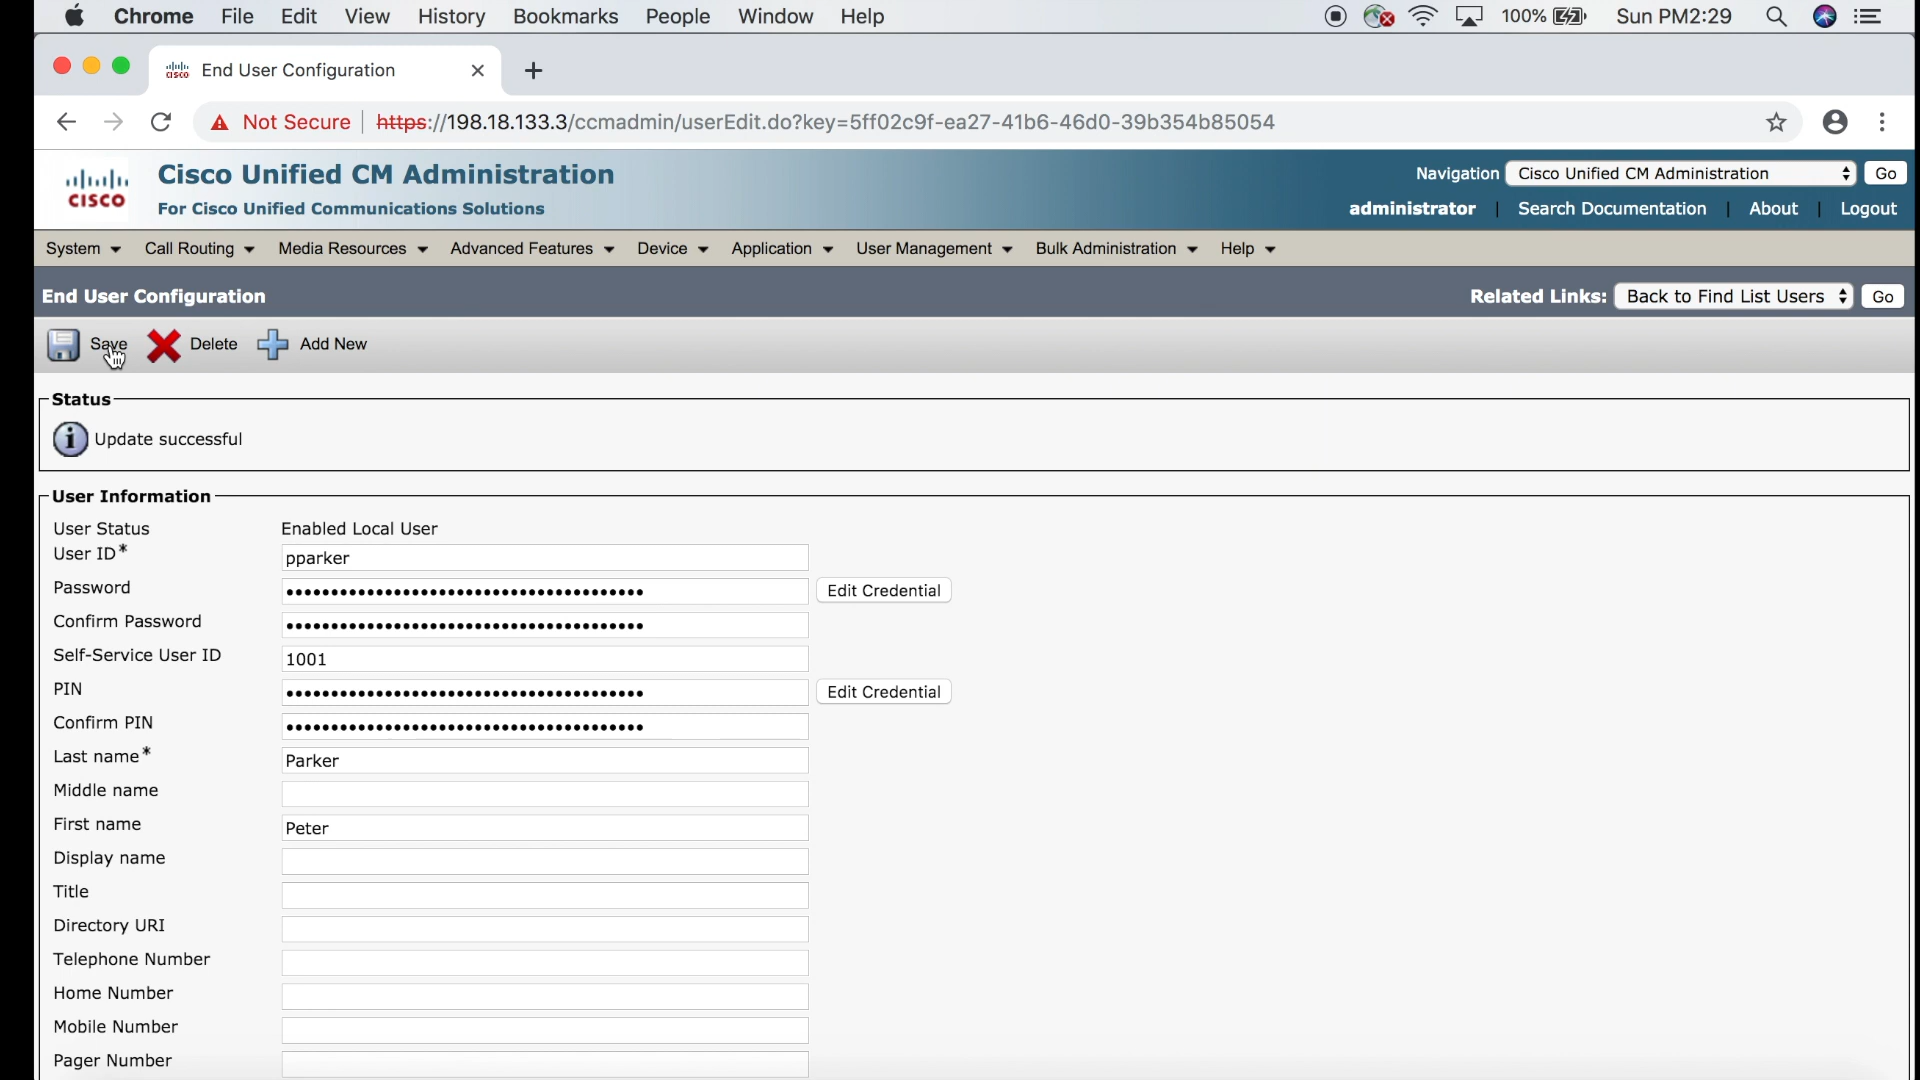 Chrome File Edit View History Bookmarks People Window Help 100% Sun PM2:29
End User Configuration
Not Secure https://198.18.133.3/ccmadmin/userEdit.do?key=5ff02c9f-ea27-41b6-46d0-39b354b85054
cisco
Cisco Unified CM Administration
For Cisco Unified Communications Solutions
Navigation Cisco Unified CM Administration Go
administrator | Search Documentation | About | Logout
System Call Routing Media Resources Advanced Features Device Application User Management Bulk Administration Help
End User Configuration Related Links: Back to Find List Users Go
Save Delete Add New
Status
i Update successful
User Information
User Status Enabled Local User
User ID* pparker
Password Edit Credential
Confirm Password
Self-Service User ID 1001
PIN Edit Credential
Confirm PIN
Last name* Parker
Middle name
First name Peter
Display name
Title
Directory URI
Telephone Number
Home Number
Mobile Number
Pager Number